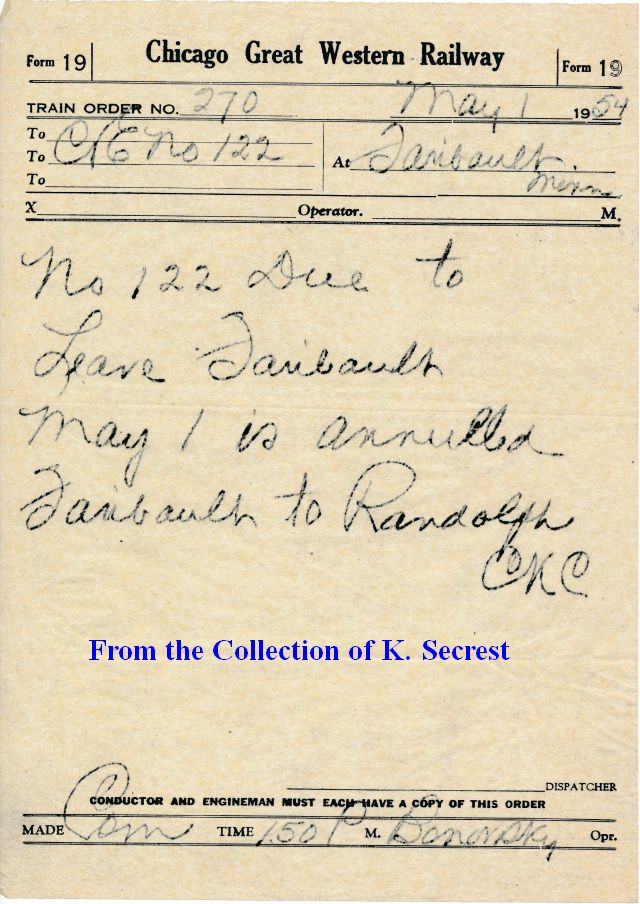 Form 19
Chicago Great Western Railway
Form 19
TRAIN ORDER NO. 270 May 1 1954
To
To C&E No 122
At Faribault
Minn
To
X Operator. M.
No 122 Due to
Leave Faribault
May 1 is annulled
Faribault to Randolph
CKC
From the Collection of K. Secrest
DISPATCHER
CONDUCTOR AND ENGINEMAN MUST EACH HAVE A COPY OF THIS ORDER
MADE Com TIME 150 P M. Bonovsky Opr.